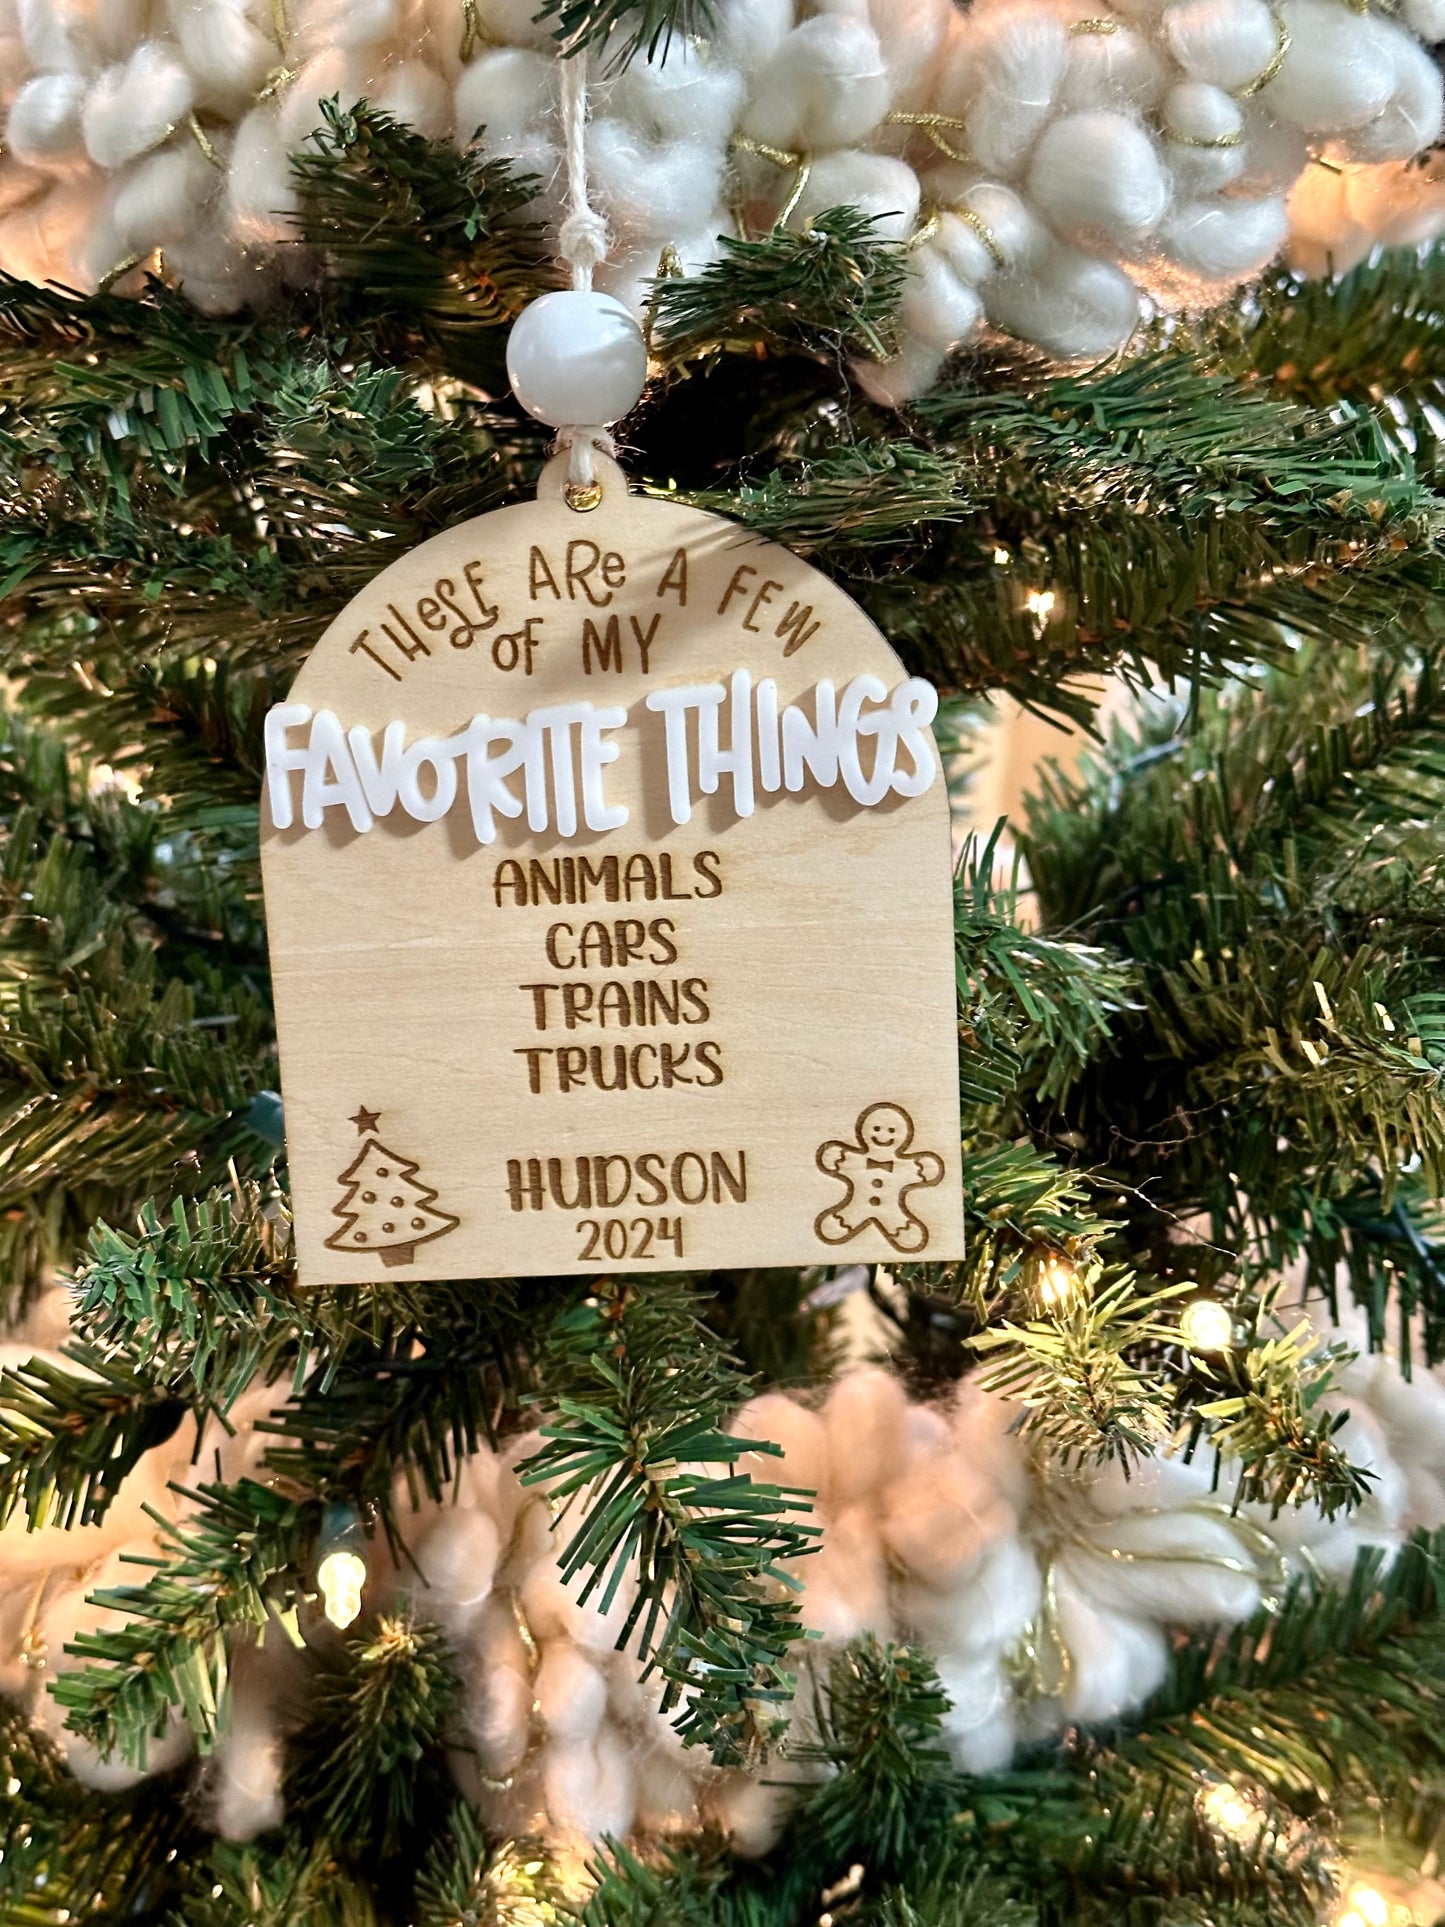 THESE ARE A FEW
OF MY
FAVORITE THINGS
ANIMALS
CARS
TRAINS
TRUCKS
HUDSON
2024